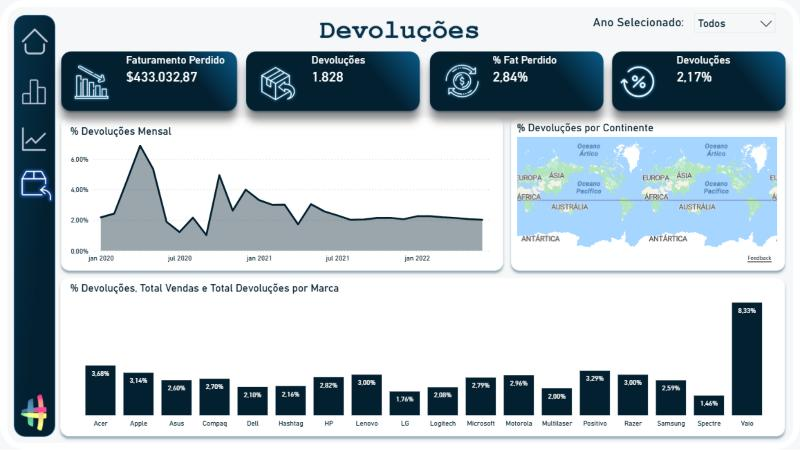 Devoluções
Ano Selecionado: Todos
Faturamento Perdido
$433.032,87
Devoluções
1.828
% Fat Perdido
2,84%
Devoluções
2,17%
% Devoluções Mensal
6.00%
4.00%
2.00%
0.00%
jan 2020 jul 2020 jan 2021 jul 2021 jan 2022
% Devoluções por Continente
Oceano Ártico
Oceano Ártico
EUROPA ÁSIA
EUROPA ÁSIA
EU
Oceano Pacífico
Oceano Pacífico
ÁFRICA
ÁFRICA
ÁF
AUSTRÁLIA
AUSTRÁLIA
ANTÁRTICA
ANTÁRTICA
Feedback
% Devoluções, Total Vendas e Total Devoluções por Marca
3,68% 3,14% 2,60% 2,70% 2,10% 2,16% 2,82% 3,00% 1,76% 2,08% 2,79% 2,96% 2,00% 3,29% 3,00% 2,59% 1,46% 8,33%
Acer Apple Asus Compaq Dell Hashtag HP Lenovo LG Logitech Microsoft Motorola Multilaser Positivo Razer Samsung Spectre Vaio